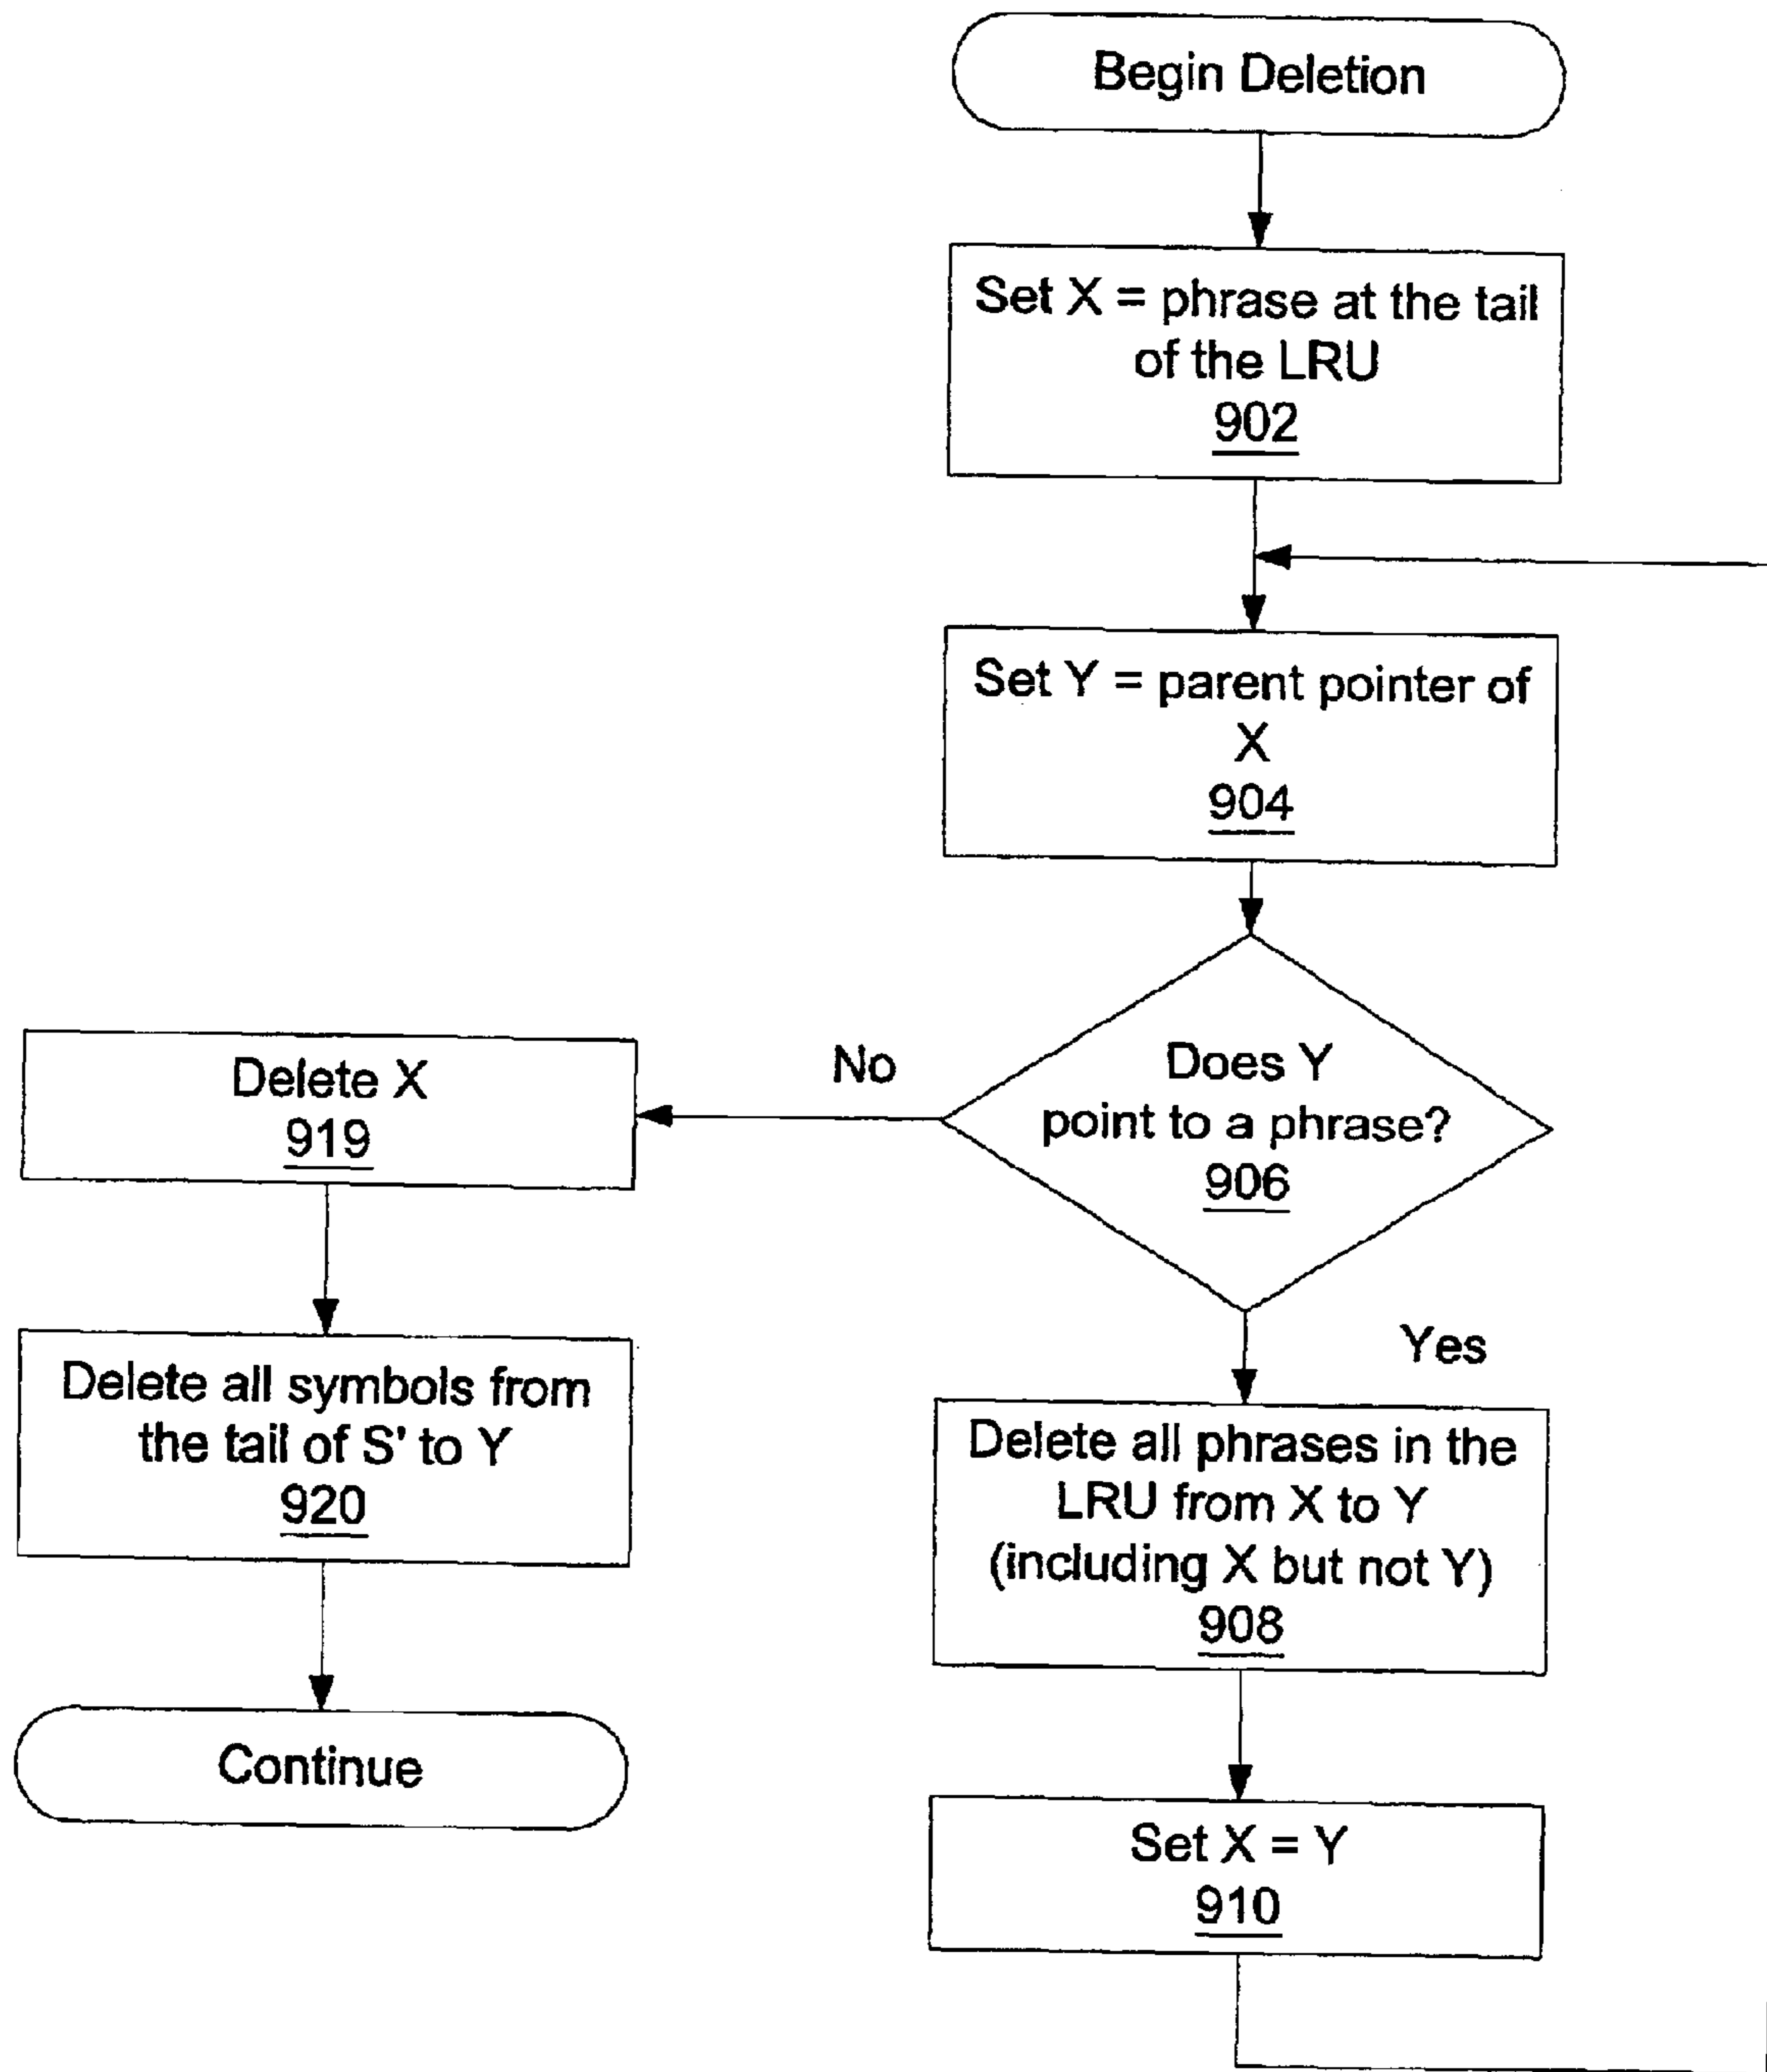 Begin Deletion
Set X = phrase at the tail
of the LRU
902
Set Y = parent pointer of
X
904
Does Y
point to a phrase?
906
No
Yes
Delete X
919
Delete all symbols from
the tail of S' to Y
920
Continue
Delete all phrases in the
LRU from X to Y
(including X but not Y)
908
Set X = Y
910